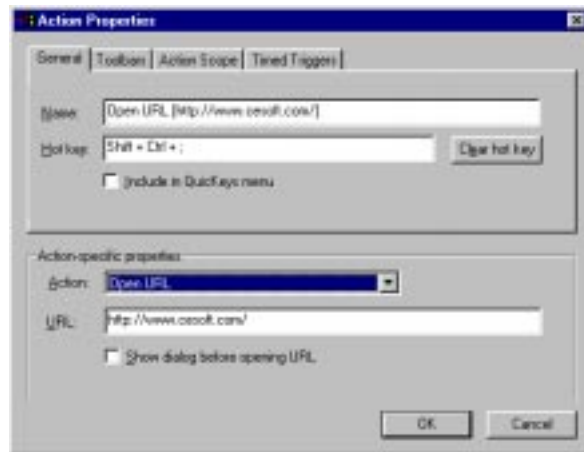 Action Properties
General Toolbars Action Scope Timed Triggers
Name: Open URL [http://www.cesoft.com/]
Hot key: Shift + Ctrl + ; Clear hot key
Include in QuicKeys menu
Action-specific properties
Action: Open URL
URL: http://www.cesoft.com/
Show dialog before opening URL
OK Cancel